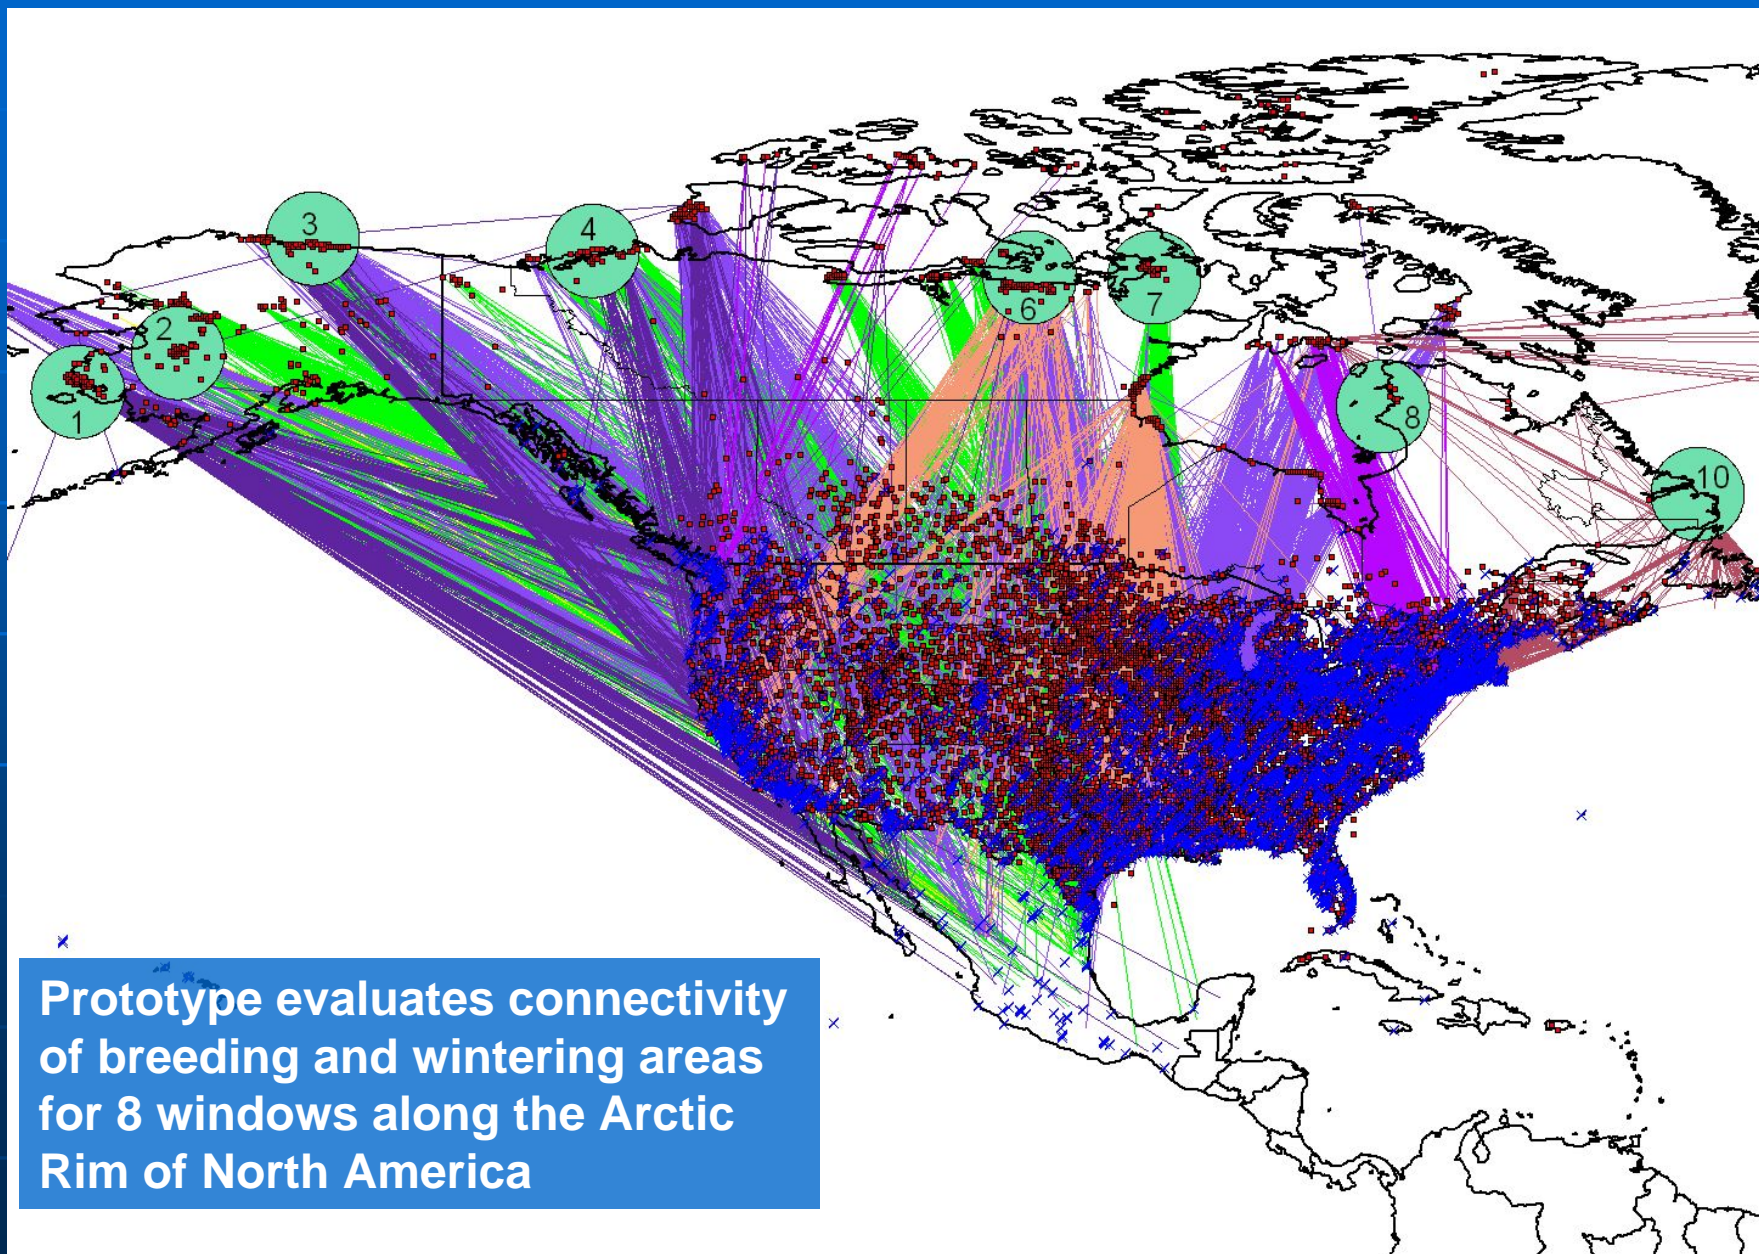 3
4
2
6
7
1
8
10
Prototype evaluates connectivity
of breeding and wintering areas
for 8 windows along the Arctic
Rim of North America